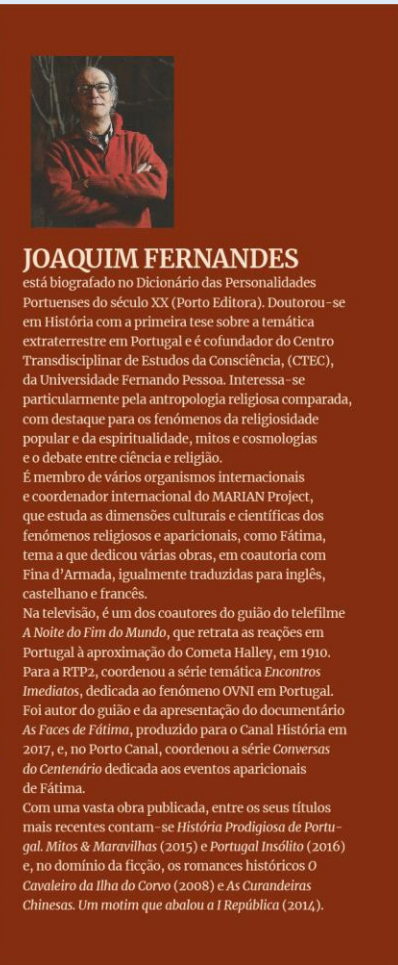 JOAQUIM FERNANDES
está biografado no Dicionário das Personalidades
Portuenses do século XX (Porto Editora). Doutorou-se
em História com a primeira tese sobre a temática
extraterrestre em Portugal e é cofundador do Centro
Transdisciplinar de Estudos da Consciência, (CTEC),
da Universidade Fernando Pessoa. Interessa-se
particularmente pela antropologia religiosa comparada,
com destaque para os fenómenos da religiosidade
popular e da espiritualidade, mitos e cosmologias
e o debate entre ciência e religião.
É membro de vários organismos internacionais
e coordenador internacional do MARIAN Project,
que estuda as dimensões culturais e científicas dos
fenómenos religiosos e aparicionais, como Fátima,
tema a que dedicou várias obras, em coautoria com
Fina d'Armada, igualmente traduzidas para inglês,
castelhano e francês.
Na televisão, é um dos coautores do guião do telefilme
A Noite do Fim do Mundo, que retrata as reações em
Portugal à aproximação do Cometa Halley, em 1910.
Para a RTP2, coordenou a série temática Encontros
Imediatos, dedicada ao fenómeno OVNI em Portugal.
Foi autor do guião e da apresentação do documentário
As Faces de Fátima, produzido para o Canal História em
2017, e, no Porto Canal, coordenou a série Conversas
do Centenário dedicada aos eventos aparicionais
de Fátima.
Com uma vasta obra publicada, entre os seus títulos
mais recentes contam-se História Prodigiosa de Portu-
gal. Mitos & Maravilhas (2015) e Portugal Insólito (2016)
e, no domínio da ficção, os romances históricos O
Cavaleiro da Ilha do Corvo (2008) e As Curandeiras
Chinesas. Um motim que abalou a I República (2014).